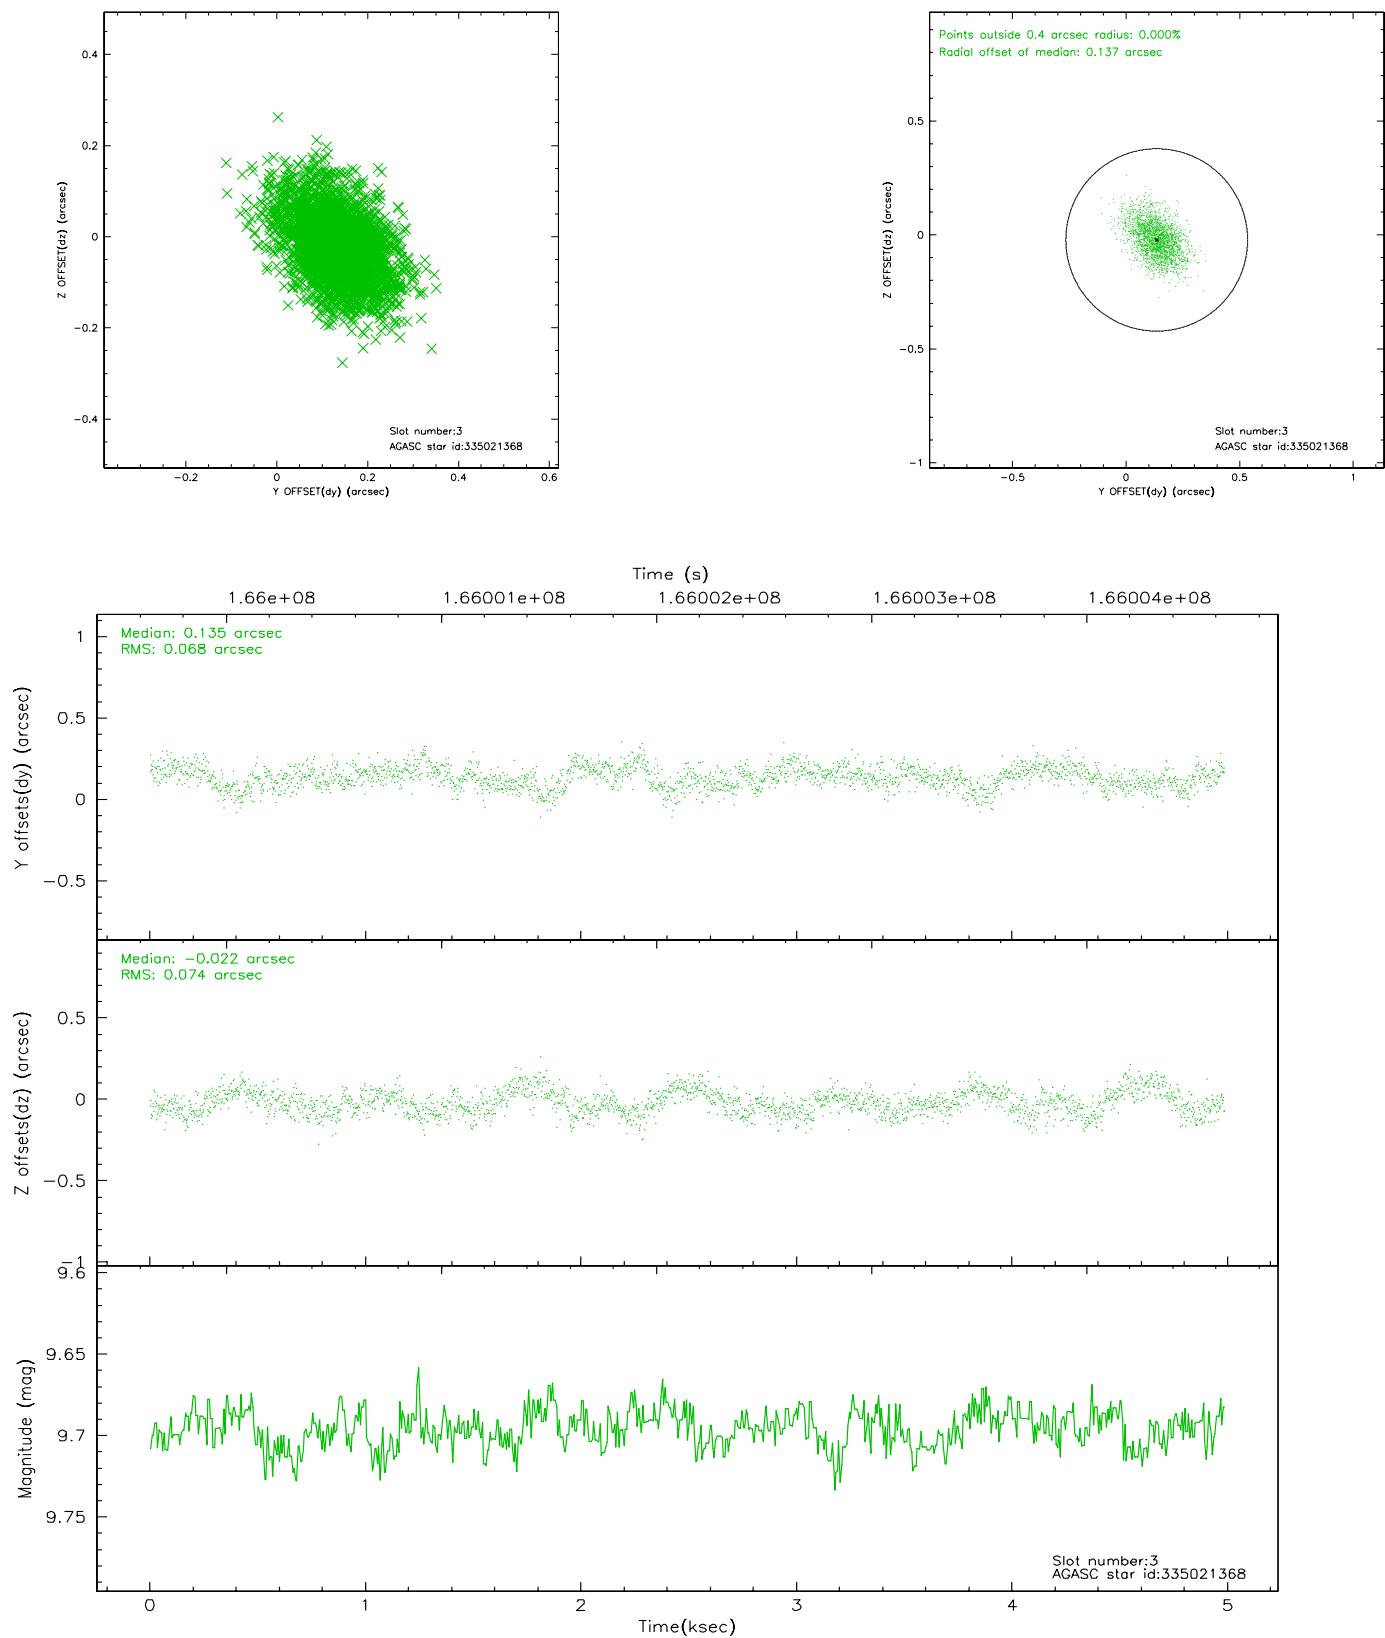 0.4
0.2
0
−0.2
−0.4
Z OFFSET(dz) (arcsec)
Slot number:3
AGASC star id:335021368
−0.2 0 0.2 0.4 0.6
Y OFFSET(dy) (arcsec)
Points outside 0.4 arcsec radius: 0.000%
Radial offset of median: 0.137 arcsec
0.5
0
−0.5
−1
Z OFFSET(dz) (arcsec)
Slot number:3
AGASC star id:335021368
−0.5 0 0.5 1
Y OFFSET(dy) (arcsec)
Time (s)
1.66e+08 1.66001e+08 1.66002e+08 1.66003e+08 1.66004e+08
Median: 0.135 arcsec
RMS: 0.068 arcsec
1
0.5
0
−0.5
Y offsets(dy) (arcsec)
Median: −0.022 arcsec
RMS: 0.074 arcsec
0.5
0
−0.5
−1
Z offsets(dz) (arcsec)
9.6
9.65
9.7
9.75
Magnitude (mag)
Slot number:3
AGASC star id:335021368
0 1 2 3 4 5
Time(ksec)